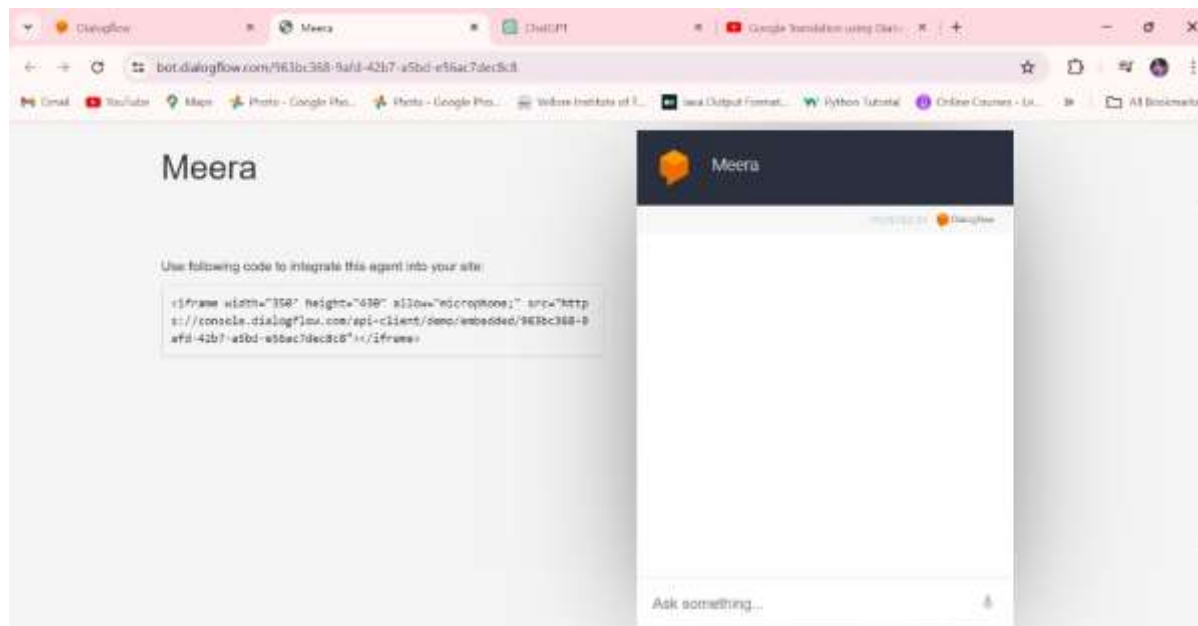 Dialogflow
Meera
ChatGPT
Google Translation using Dialo
bot.dialogflow.com/963bc368-9afd-42b7-a5bd-e56ac7dec8c8
Gmail YouTube Maps Photo - Google Pho... Photo - Google Pho... Vellore Institute of T... Java Output Format... Python Tutorial Online Courses - Le... All Bookmarks
Meera
Use following code to integrate this agent into your site:
<iframe width="350" height="430" allow="microphone;" src="http
s://console.dialogflow.com/api-client/demo/embedded/963bc368-9
afd-42b7-a5bd-e56ac7dec8c8"></iframe>
Meera
POWERED BY Dialogflow
Ask something...